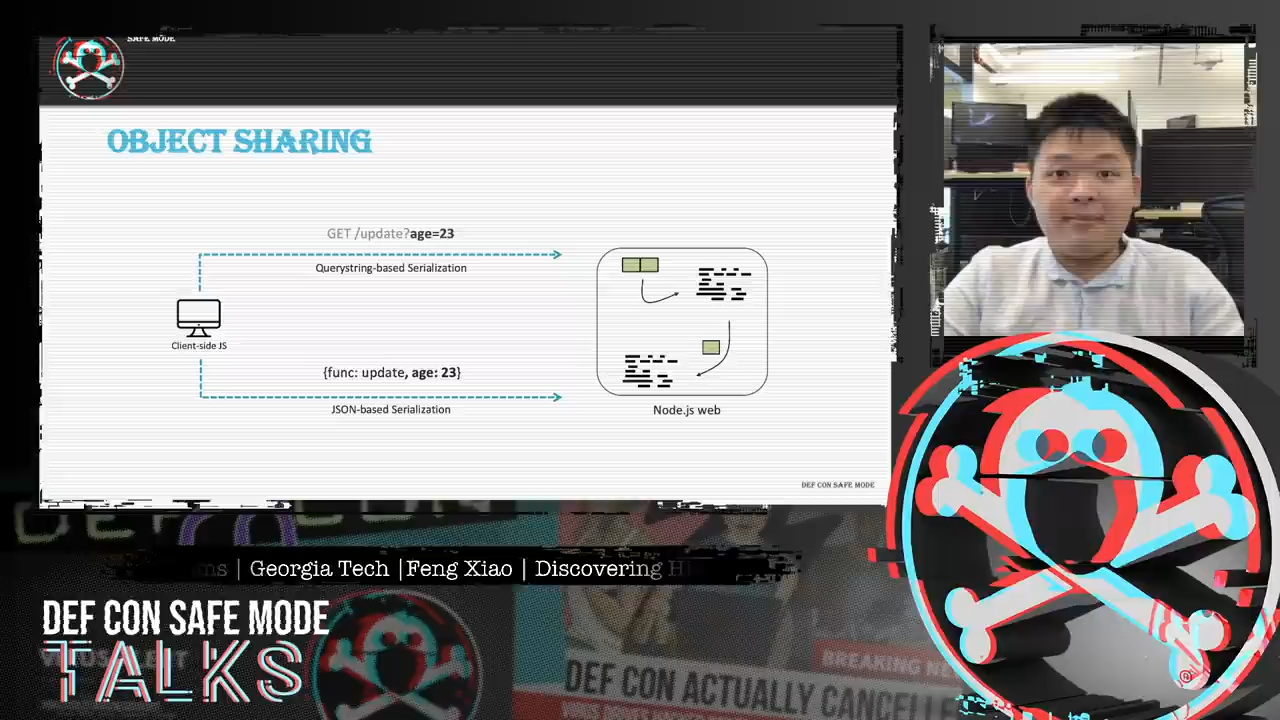 SAFE MODE
OBJECT SHARING
GET /update?age=23
Querystring-based Serialization
Client-side JS
{func: update, age: 23}
JSON-based Serialization
Node.js web
DEF CON SAFE MODE
| Georgia Tech |Feng Xiao | Discovering
DEF CON SAFE MODE
TALKS
BREAKING
DEF CON ACTUALLY